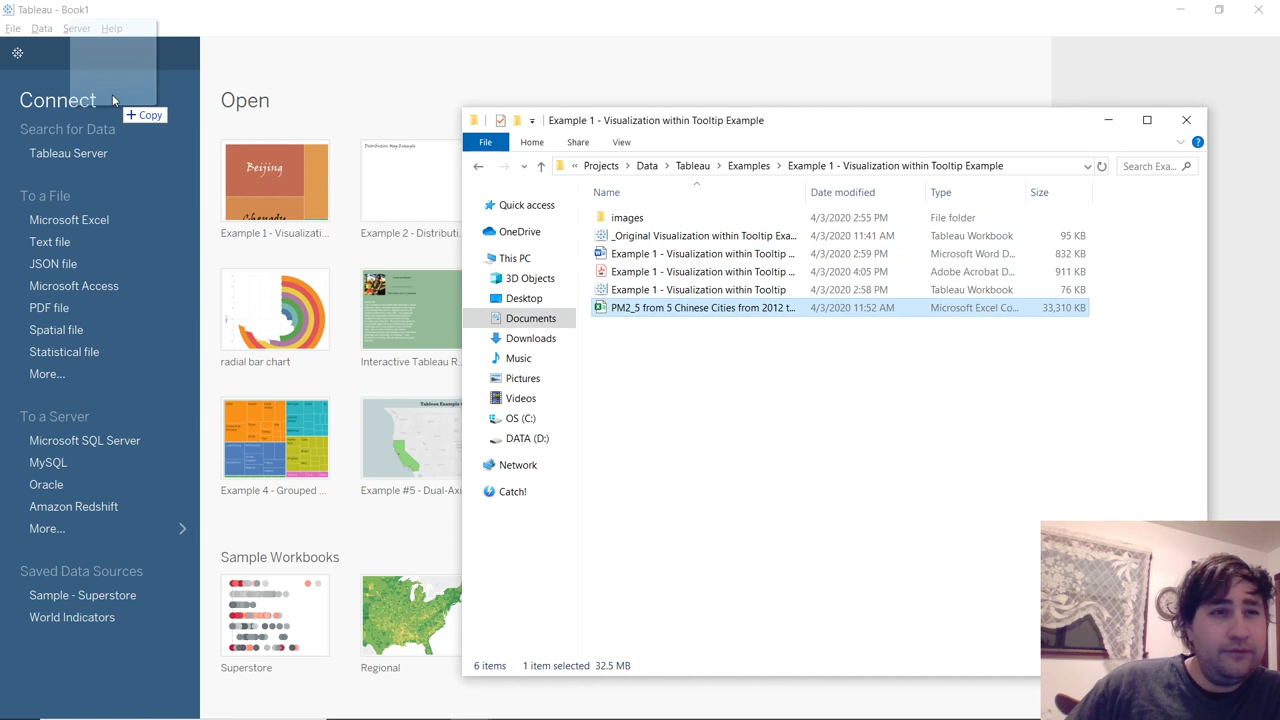 Tableau - Book1
File Data Server Help
Connect
+ Copy
Search for Data
Tableau Server
To a File
Microsoft Excel
Text file
JSON file
Microsoft Access
PDF file
Spatial file
Statistical file
More...
To a Server
Microsoft SQL Server
MySQL
Oracle
Amazon Redshift
More...
Saved Data Sources
Sample - Superstore
World Indicators
Open
Beijing
Chengdu
Example 1 - Visualizati...
Distribution Map Example
Example 2 - Distributi
radial bar chart
Interactive Tableau R
Example 4 - Grouped ...
Tableau Example
Example #5 - Dual-Ax
Sample Workbooks
Superstore
Regional
Example 1 - Visualization within Tooltip Example
File Home Share View
« Projects > Data > Tableau > Examples > Example 1 - Visualization within Tooltip Example
Search Exa...
Name Date modified Type Size
images 4/3/2020 2:55 PM File folder
_Original Visualization within Tooltip Exa... 4/3/2020 11:41 AM Tableau Workbook 95 KB
Example 1 - Visualization within Tooltip ... 4/3/2020 2:59 PM Microsoft Word D... 832 KB
Example 1 - Visualization within Tooltip ... 4/3/2020 4:05 PM Adobe Acrobat D... 911 KB
Example 1 - Visualization within Tooltip 4/3/2020 2:58 PM Tableau Workbook 76 KB
PM2_5 from 5 Chinese Cities from 2012 t... 4/3/2020 11:52 AM Microsoft Excel Co... 33,310 KB
Quick access
OneDrive
This PC
3D Objects
Desktop
Documents
Downloads
Music
Pictures
Videos
OS (C:)
DATA (D:)
Network
Catch!
6 items 1 item selected 32.5 MB